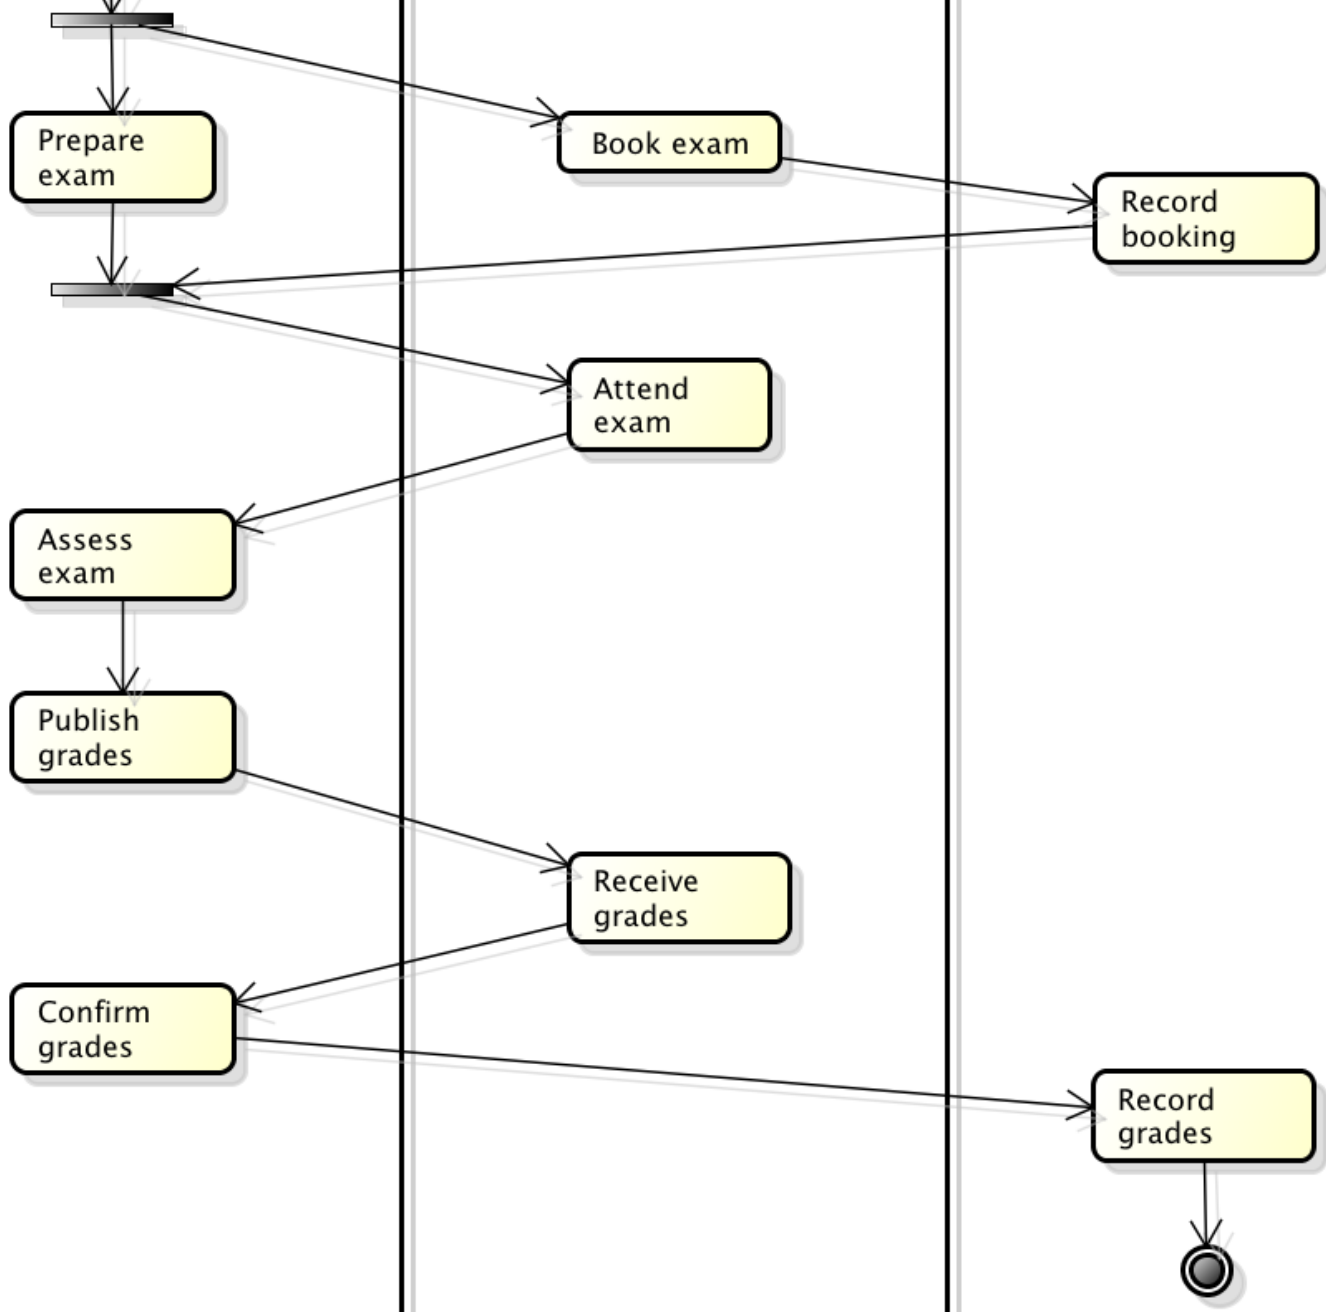 Prepare
exam
Book exam
Record
booking
Attend
exam
Assess
exam
Publish
grades
Receive
grades
Confirm
grades
Record
grades